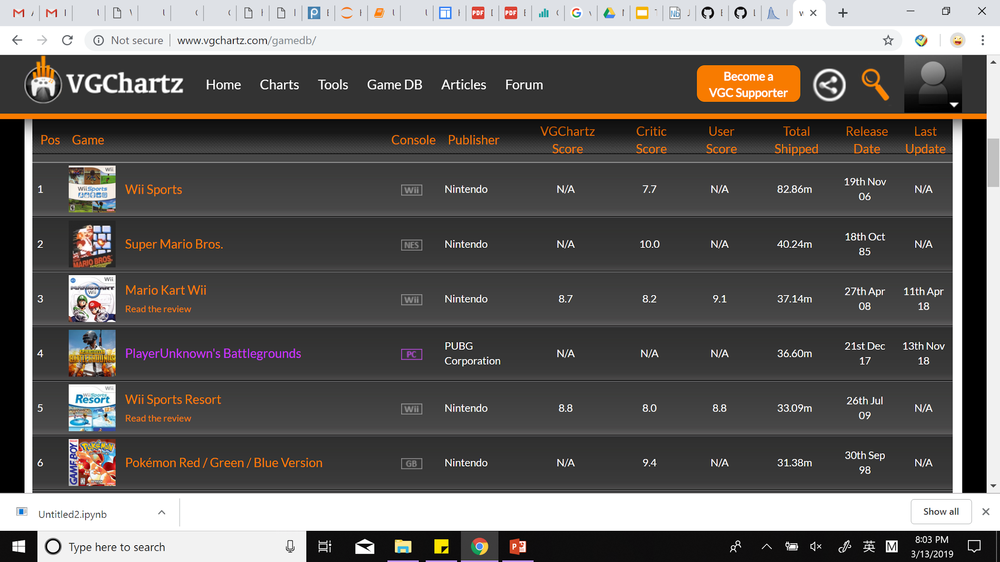 Not secure | www.vgchartz.com/gamedb/
VGChartz
Home Charts Tools Game DB Articles Forum
Become a
VGC Supporter
Pos Game Console Publisher VGChartz Score Critic Score User Score Total Shipped Release Date Last Update
1 Wii Sports Wii Nintendo N/A 7.7 N/A 82.86m 19th Nov 06 N/A
2 Super Mario Bros. NES Nintendo N/A 10.0 N/A 40.24m 18th Oct 85 N/A
3 Mario Kart Wii Wii Nintendo 8.7 8.2 9.1 37.14m 27th Apr 08 11th Apr 18
Read the review
4 PlayerUnknown's Battlegrounds PC PUBG Corporation N/A N/A N/A 36.60m 21st Dec 17 13th Nov 18
5 Wii Sports Resort Wii Nintendo 8.8 8.0 8.8 33.09m 26th Jul 09 N/A
Read the review
6 Pokémon Red / Green / Blue Version GB Nintendo N/A 9.4 N/A 31.38m 30th Sep 98 N/A
Untitled2.ipynb
Show all
Type here to search
英 M
8:03 PM
3/13/2019